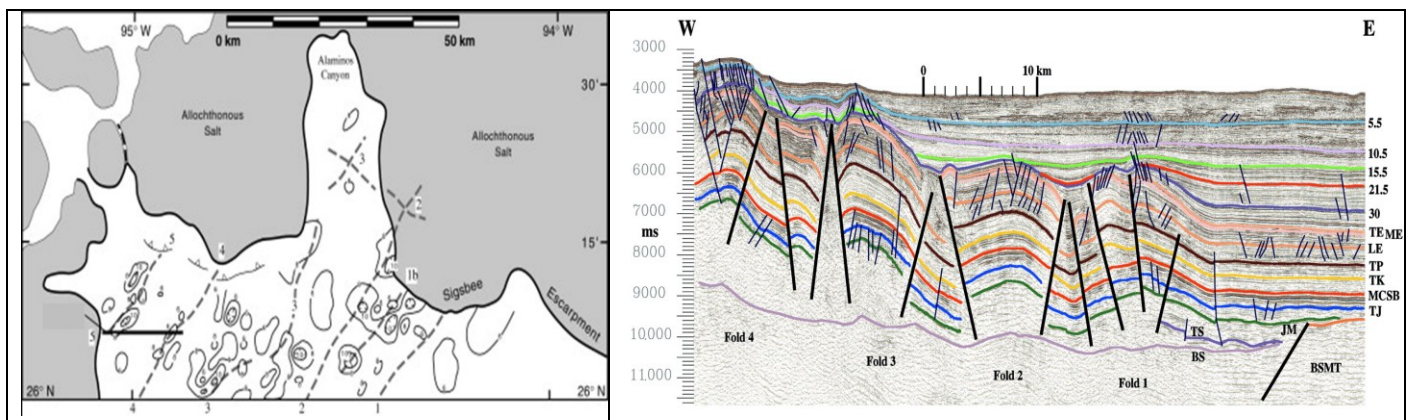 95° W
0 km
50 km
94° W
Alaminos
Canyon
30'
Allochthonous
Salt
Allochthonous
Salt
3
2
5
4
15'
1b
Sigsbee
Escarpment
5
26° N
26° N
4
3
2
1
W
E
3000
4000
5000
6000
7000
ms
8000
9000
10,000
11,000
0
10 km
5.5
10.5
15.5
21.5
30
TE ME
LE
TP
TK
MCSB
TJ
TS
JM
BS
BSMT
Fold 4
Fold 3
Fold 2
Fold 1